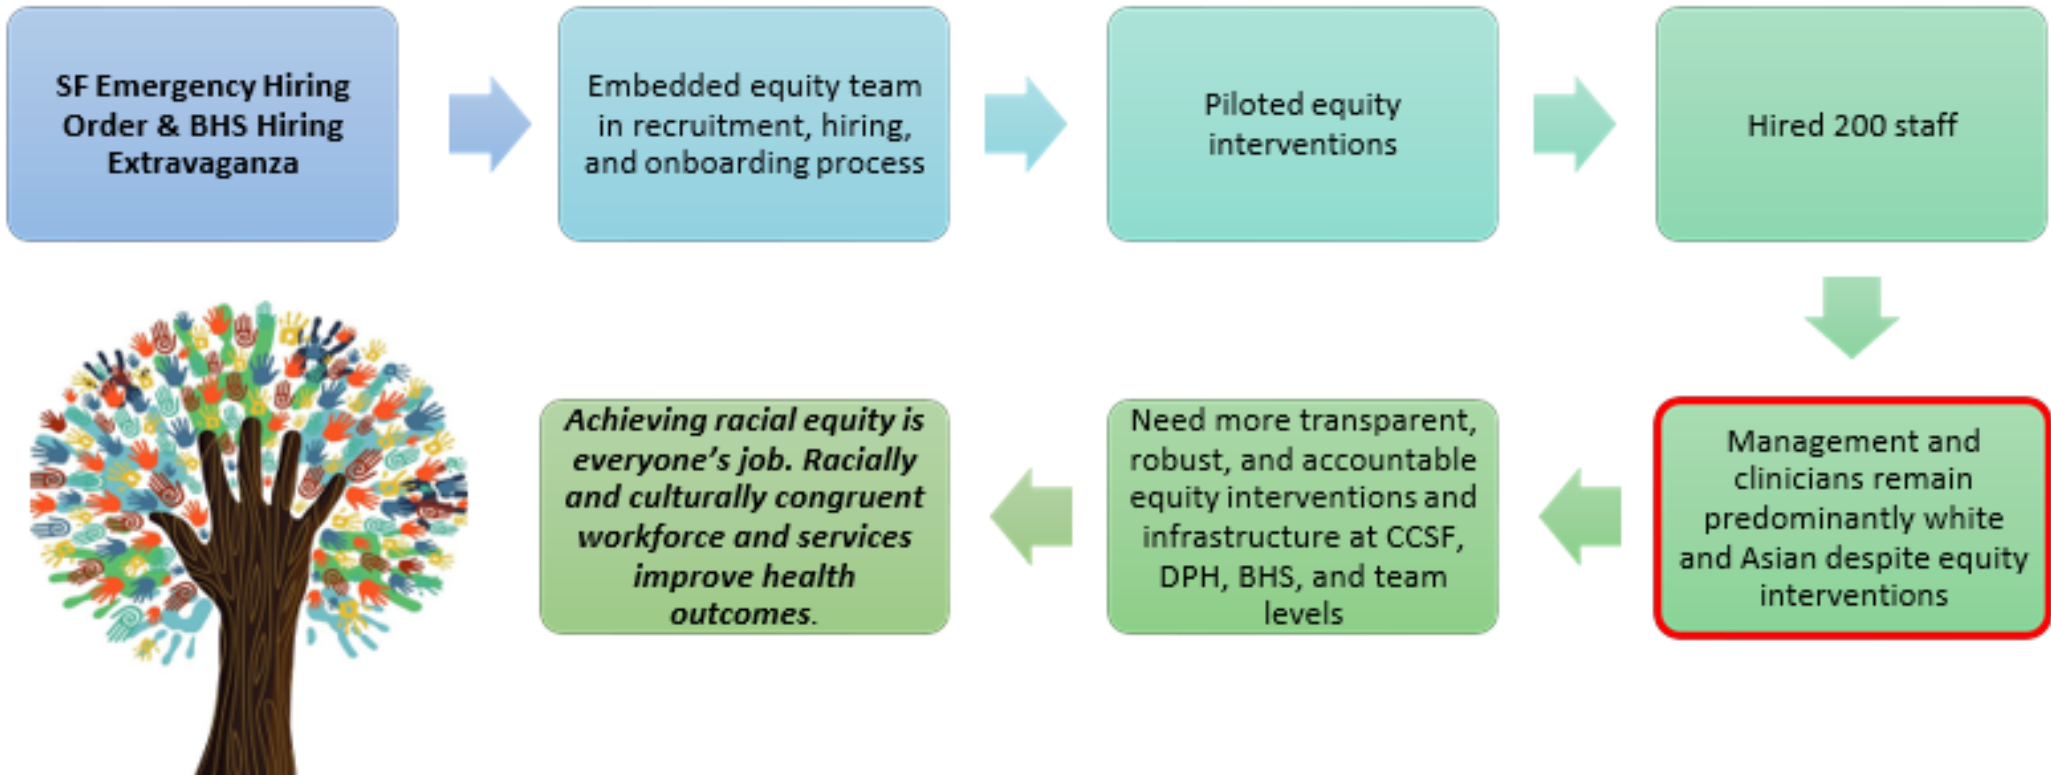 SF Emergency Hiring
Order & BHS Hiring
Extravaganza
Embedded equity team
in recruitment, hiring,
and onboarding process
Piloted equity
interventions
Hired 200 staff
Management and
clinicians remain
predominantly white
and Asian despite equity
interventions
Need more transparent,
robust, and accountable
equity interventions and
infrastructure at CCSF,
DPH, BHS, and team
levels
Achieving racial equity is
everyone’s job. Racially
and culturally congruent
workforce and services
improve health
outcomes.